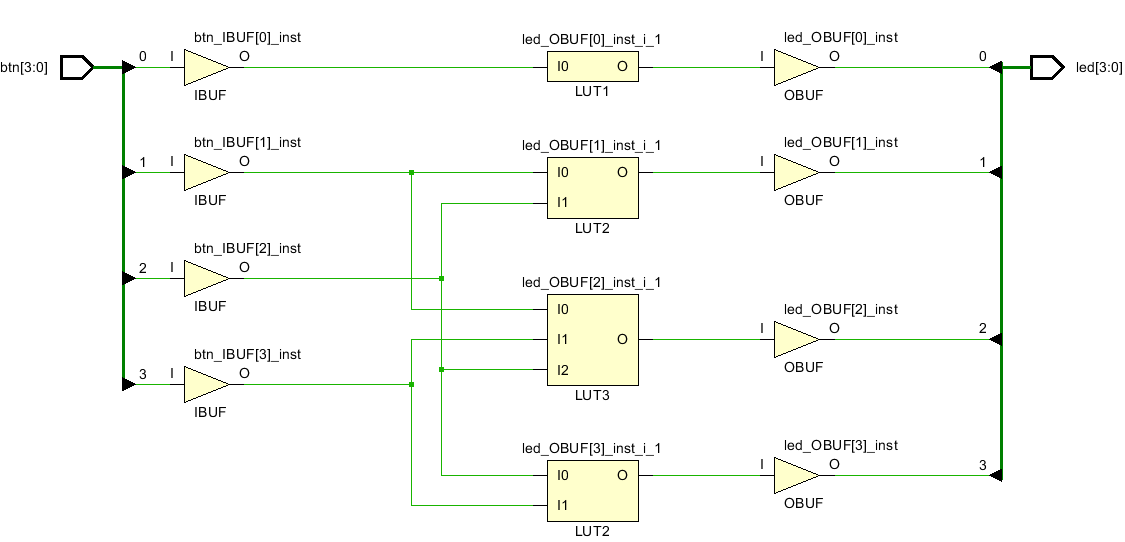 btn_IBUF[0]_inst
led_OBUF[0]_inst_i_1
led_OBUF[0]_inst
btn[3:0]
0
I
O
I0
O
I
O
0
led[3:0]
IBUF
LUT1
OBUF
btn_IBUF[1]_inst
led_OBUF[1]_inst_i_1
led_OBUF[1]_inst
1
I
O
I0
O
I
O
1
IBUF
I1
OBUF
LUT2
btn_IBUF[2]_inst
2
I
O
IBUF
led_OBUF[2]_inst_i_1
led_OBUF[2]_inst
I0
I1
O
I
O
2
I2
OBUF
LUT3
btn_IBUF[3]_inst
3
I
O
IBUF
led_OBUF[3]_inst_i_1
led_OBUF[3]_inst
I0
O
I
O
3
I1
OBUF
LUT2